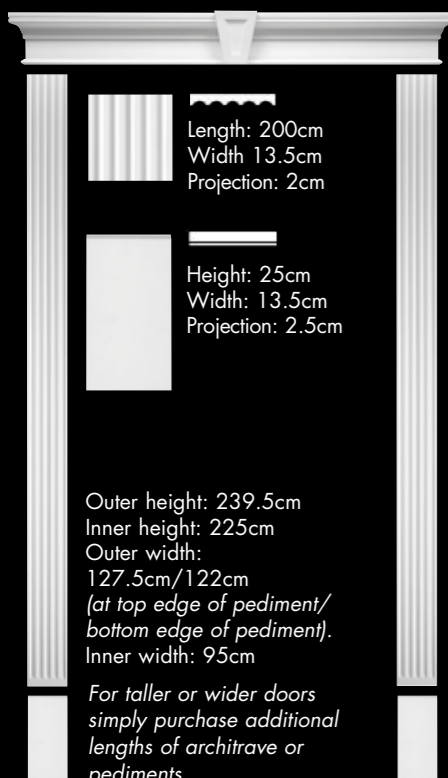 Length: 200cm
Width 13.5cm
Projection: 2cm
Height: 25cm
Width: 13.5cm
Projection: 2.5cm
Outer height: 239.5cm
Inner height: 225cm
Outer width:
127.5cm/122cm
(at top edge of pediment/
bottom edge of pediment).
Inner width: 95cm
For taller or wider doors
simply purchase additional
lengths of architrave or
pediments